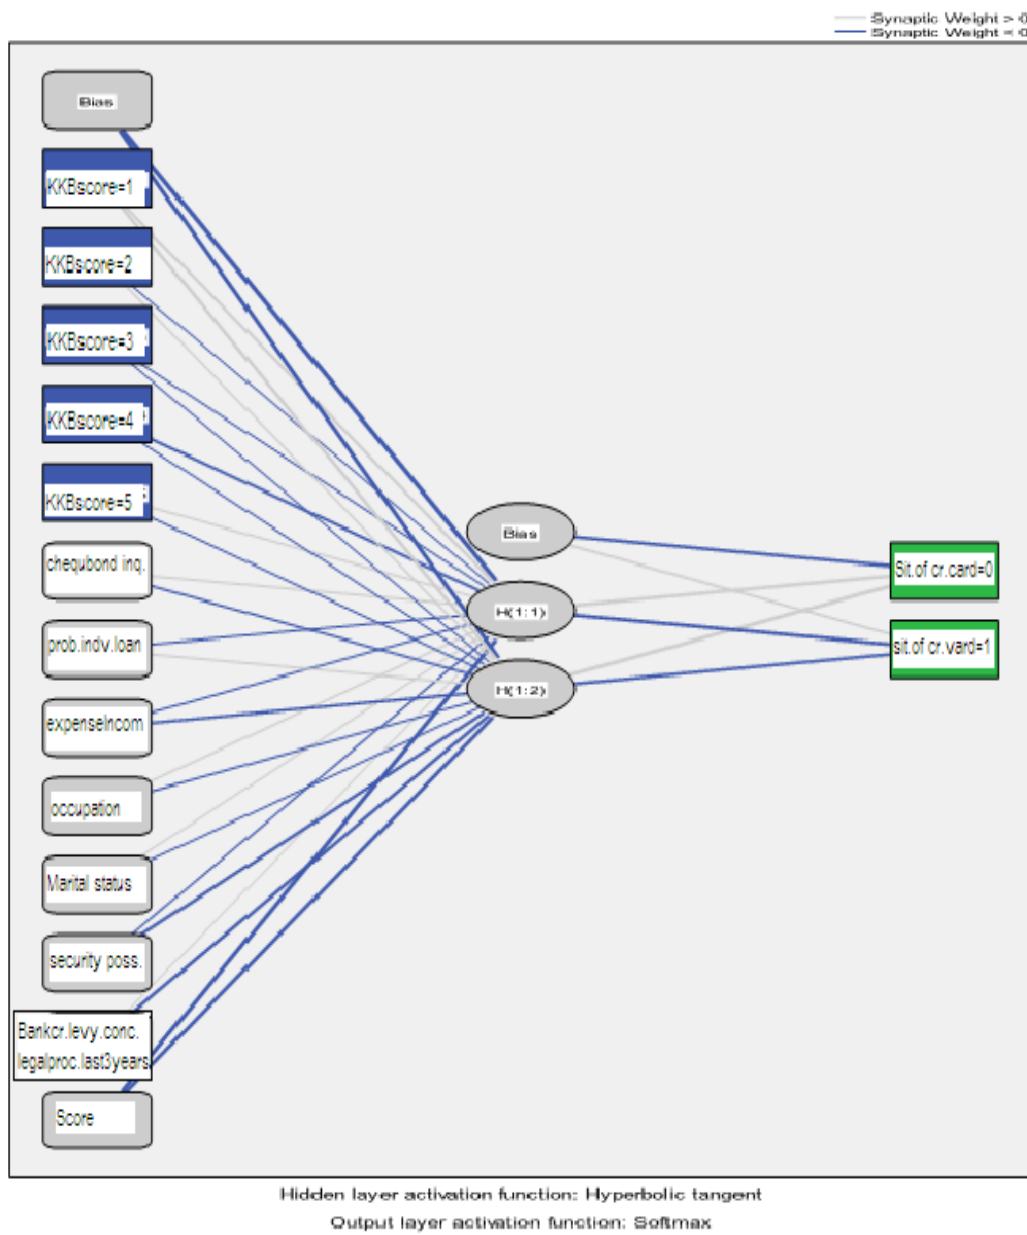 Synaptic Weight > 0
Synaptic Weight < 0
Bias
KKBscore=1
KKBscore=2
KKBscore=3
KKBscore=4
KKBscore=5
chequbond inq.
prob.indv.loan
expenseIncom
occupation
Marital status
security poss.
Bankcr.levy.conc.
legalproc.last3years
Score
Bias
H(1:1)
H(1:2)
Sit.of cr.card=0
sit.of cr.vard=1
Hidden layer activation function: Hyperbolic tangent
Output layer activation function: Softmax